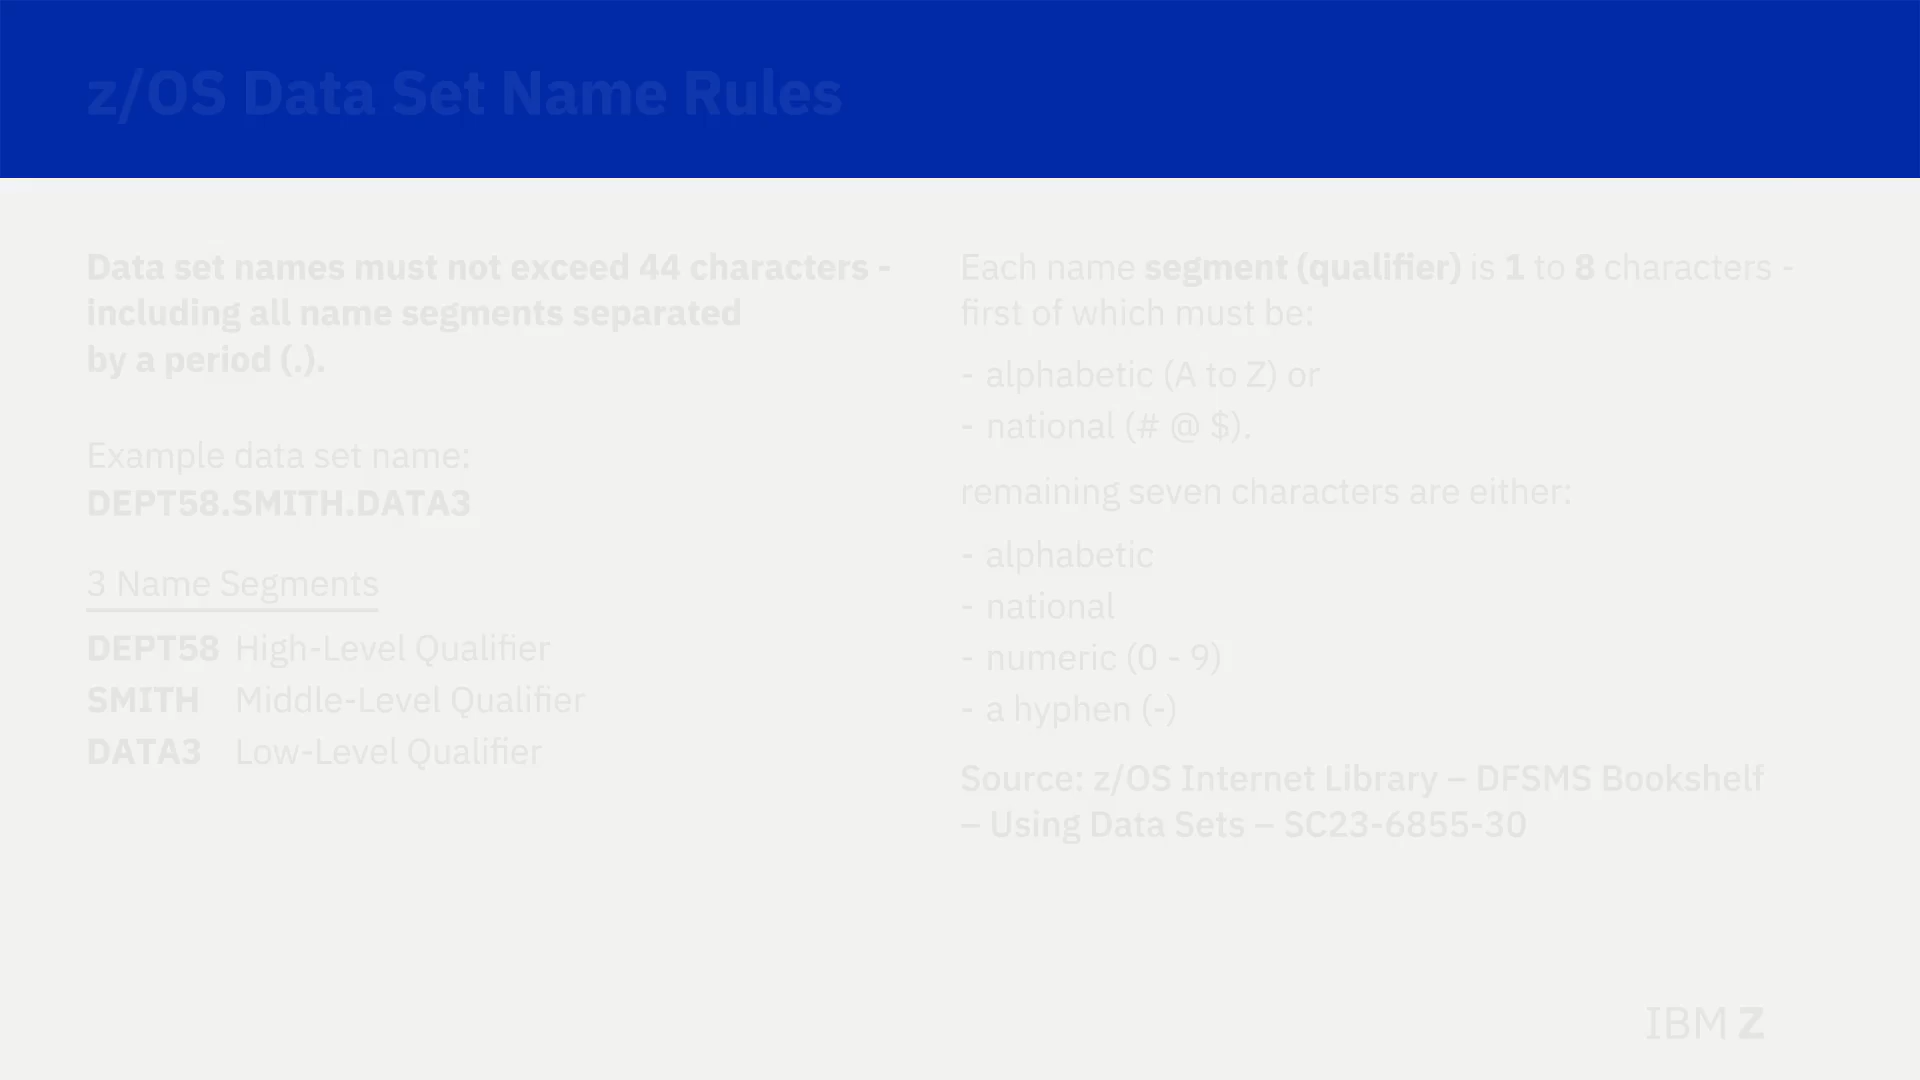 z/OS Data Set Name Rules
Data set names must not exceed 44 characters -
including all name segments separated
by a period (.).
Example data set name:
DEPT58.SMITH.DATA3
3 Name Segments
DEPT58 High-Level Qualifier
SMITH Middle-Level Qualifier
DATA3 Low-Level Qualifier
Each name segment (qualifier) is 1 to 8 characters -
first of which must be:
- alphabetic (A to Z) or
- national (# @ $).
remaining seven characters are either:
- alphabetic
- national
- numeric (0 - 9)
- a hyphen (-)
Source: z/OS Internet Library – DFSMS Bookshelf
– Using Data Sets – SC23-6855-30
IBM Z